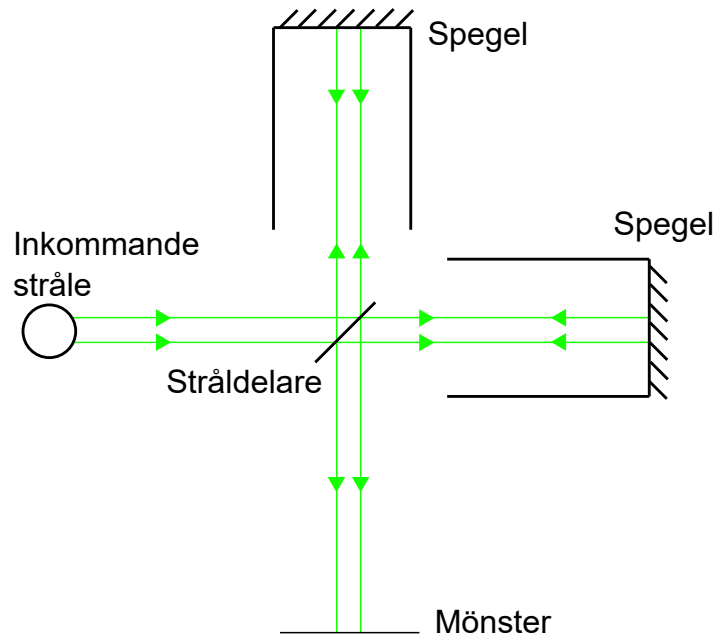 Spegel
Spegel
Inkommande
stråle
Stråldelare
Mönster